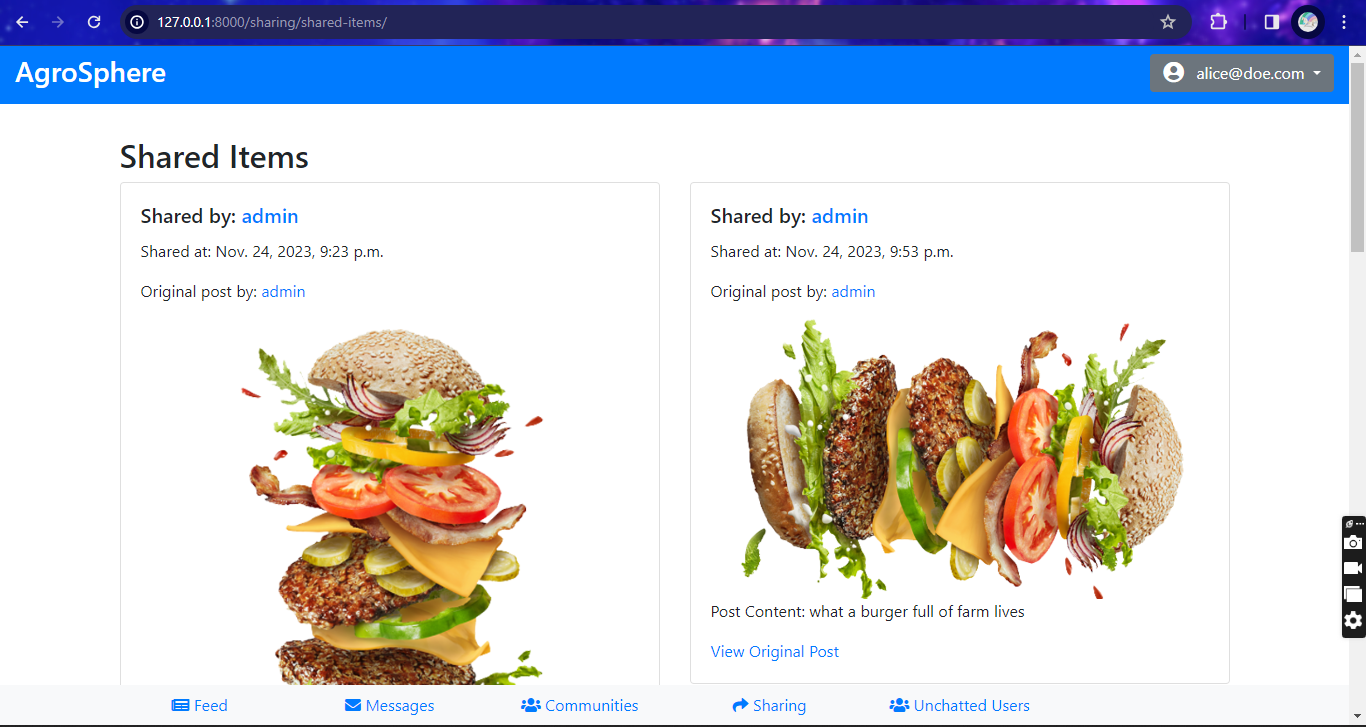 127.0.0.1:8000/sharing/shared-items/
AgroSphere
alice@doe.com
Shared Items
Shared by: admin
Shared at: Nov. 24, 2023, 9:23 p.m.
Original post by: admin
Shared by: admin
Shared at: Nov. 24, 2023, 9:53 p.m.
Original post by: admin
Post Content: what a burger full of farm lives
View Original Post
Feed Messages Communities Sharing Unchatted Users